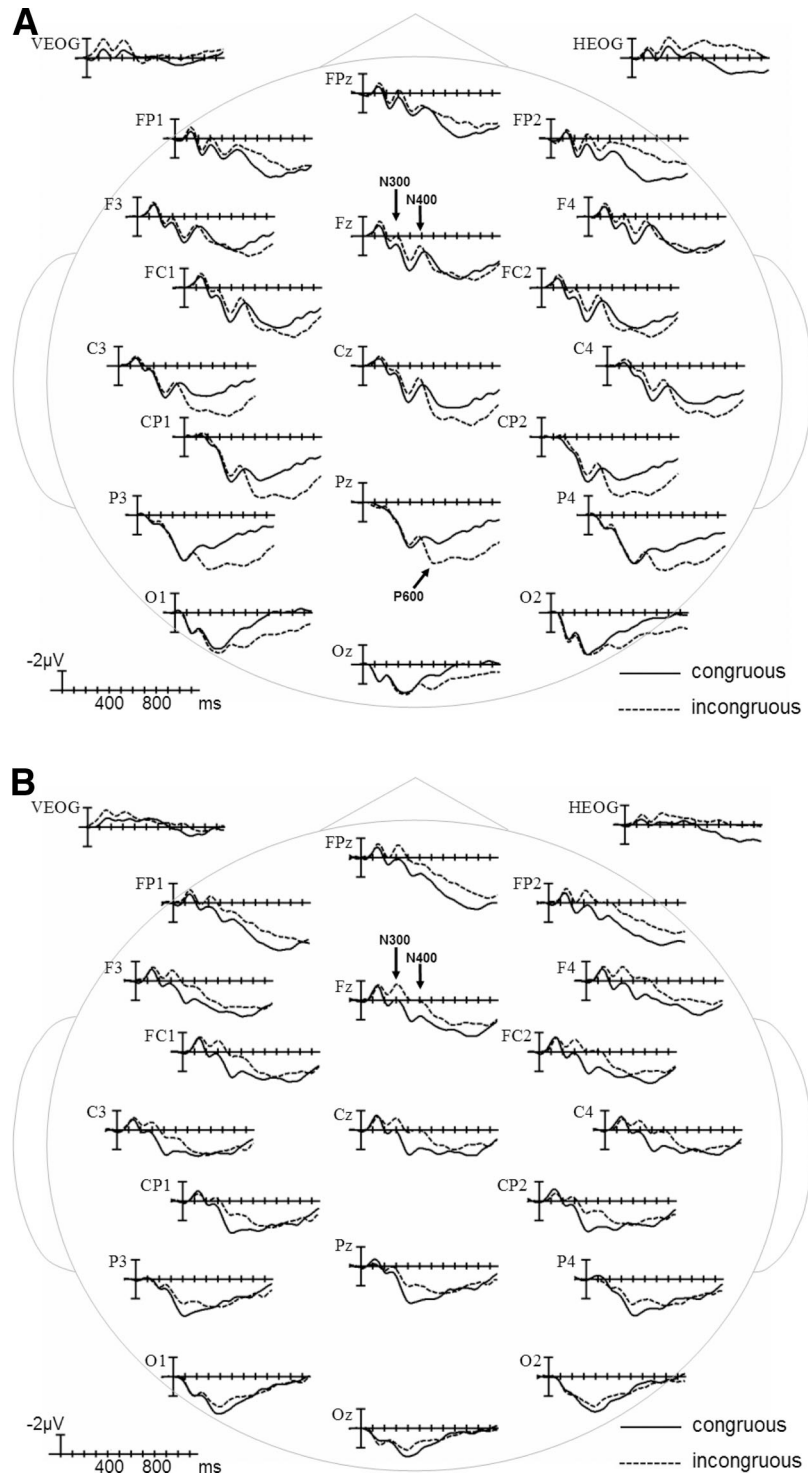 A
VEOG HEOG
FPz
FP1 FP2
N300
N400
F3 Fz F4
FC1 FC2
C3 Cz C4
CP1 CP2
P3 Pz P4
P600
O1 O2
Oz
-2µV
400 800 ms
congruous
incongruous
B
VEOG HEOG
FPz
FP1 FP2
N300
N400
F3 Fz F4
FC1 FC2
C3 Cz C4
CP1 CP2
P3 Pz P4
O1 O2
Oz
-2µV
400 800 ms
congruous
incongruous